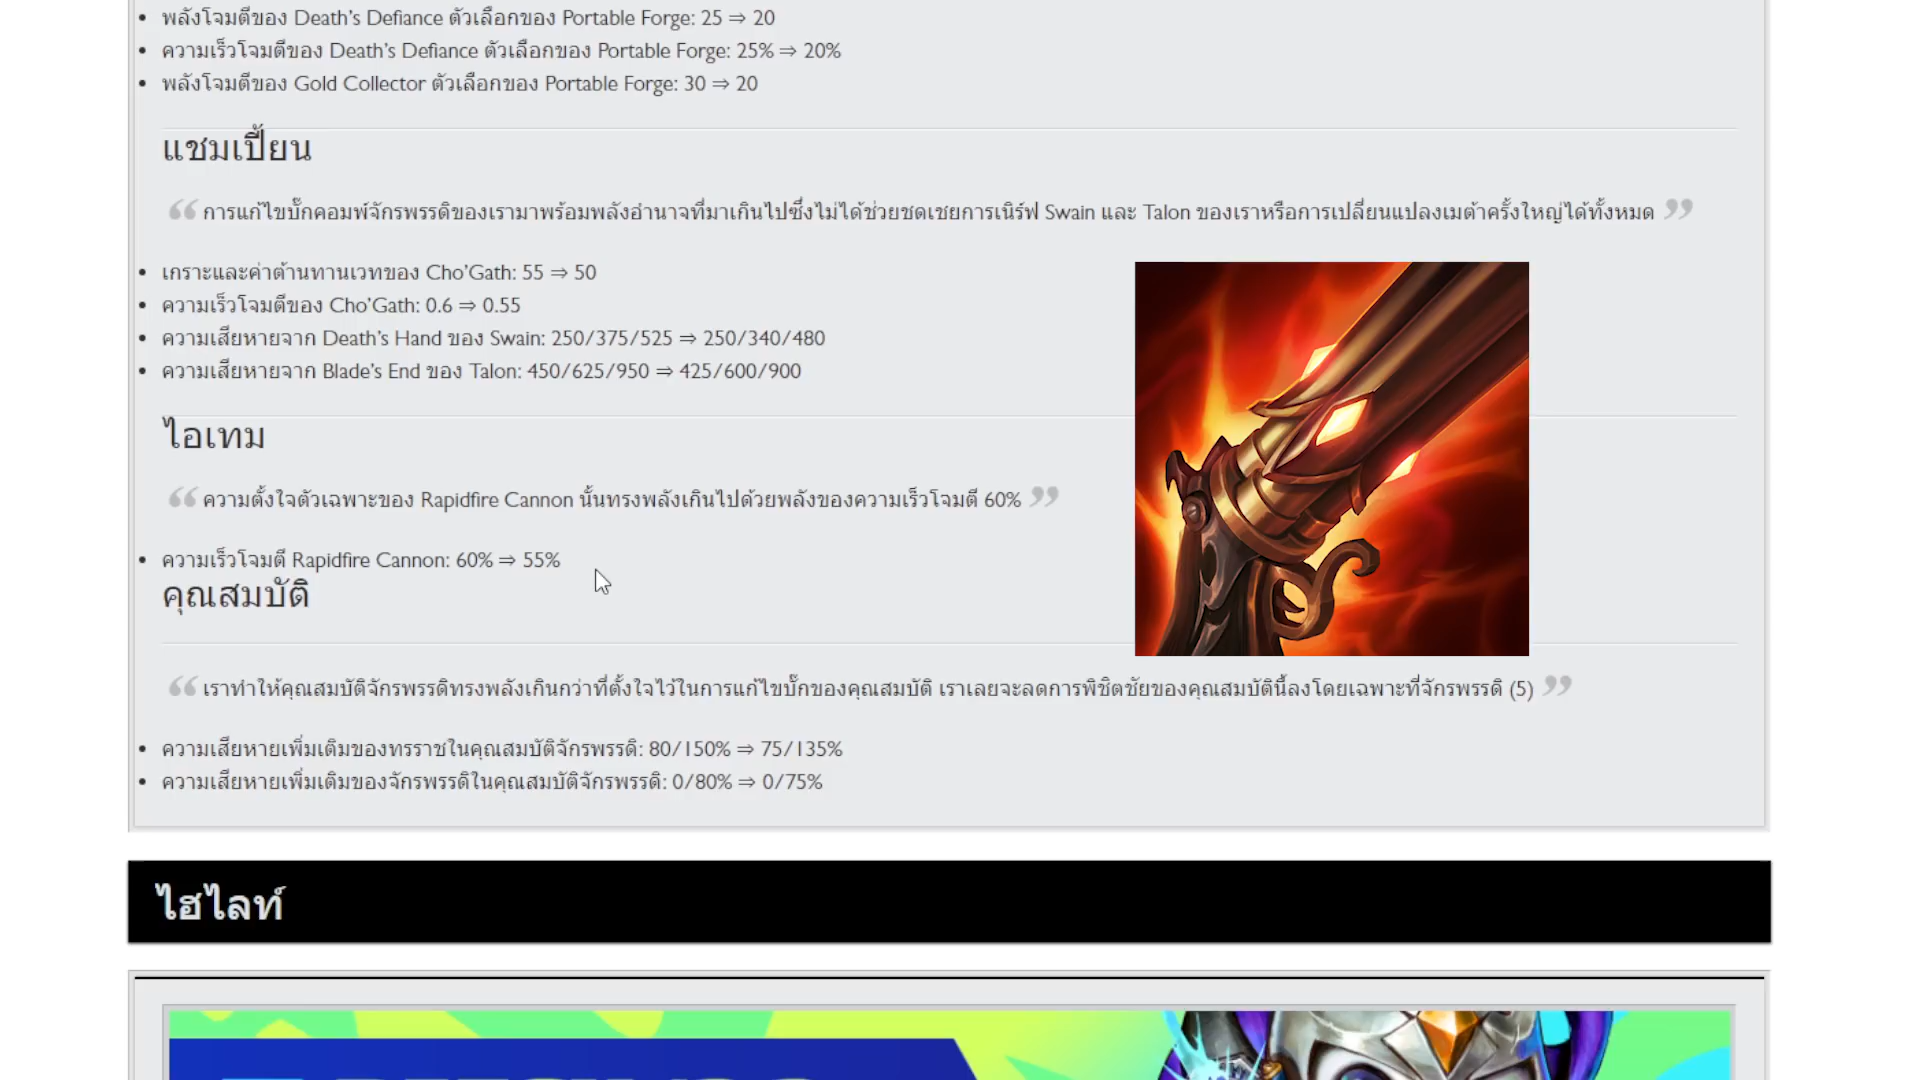 พลังโจมตีของ Death's Defiance ตัวเลือกของ Portable Forge: 25 ⇒ 20
ความเร็วโจมตีของ Death's Defiance ตัวเลือกของ Portable Forge: 25% ⇒ 20%
พลังโจมตีของ Gold Collector ตัวเลือกของ Portable Forge: 30 ⇒ 20
แชมเปี้ยน
“ การแก้ไขบั๊กคอมพ์จักรพรรดิของเรามาพร้อมพลังอำนาจที่มาเกินไปซึ่งไม่ได้ช่วยชดเชยการเนิร์ฟ Swain และ Talon ของเราหรือการเปลี่ยนแปลงเมต้าครั้งใหญ่ได้ทั้งหมด ”
เกราะและค่าต้านทานเวทของ Cho'Gath: 55 ⇒ 50
ความเร็วโจมตีของ Cho'Gath: 0.6 ⇒ 0.55
ความเสียหายจาก Death's Hand ของ Swain: 250/375/525 ⇒ 250/340/480
ความเสียหายจาก Blade's End ของ Talon: 450/625/950 ⇒ 425/600/900
ไอเทม
“ ความตั้งใจตัวเฉพาะของ Rapidfire Cannon นั้นทรงพลังเกินไปด้วยพลังของความเร็วโจมตี 60% ”
ความเร็วโจมตี Rapidfire Cannon: 60% ⇒ 55%
คุณสมบัติ
“ เราทำให้คุณสมบัติจักรพรรดิทรงพลังเกินกว่าที่ตั้งใจไว้ในการแก้ไขบั๊กของคุณสมบัติ เราเลยจะลดการพิชิตชัยของคุณสมบัตินี้ลงโดยเฉพาะที่จักรพรรดิ (5) ”
ความเสียหายเพิ่มเติมของทรราชในคุณสมบัติจักรพรรดิ: 80/150% ⇒ 75/135%
ความเสียหายเพิ่มเติมของจักรพรรดิในคุณสมบัติจักรพรรดิ: 0/80% ⇒ 0/75%
ไฮไลท์